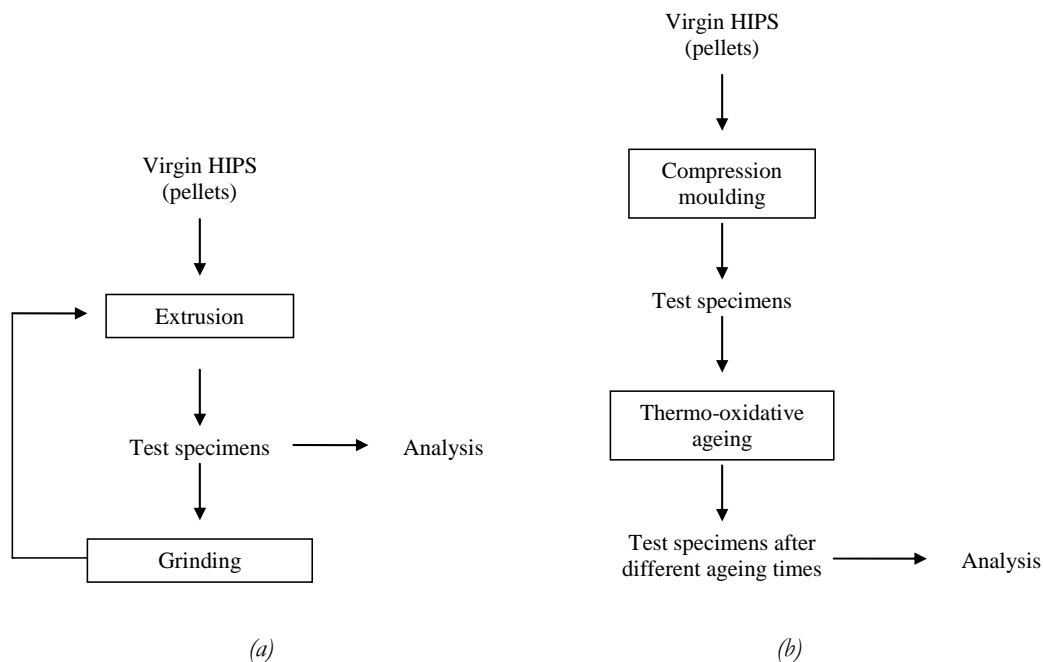 Virgin HIPS
(pellets)
Extrusion
Test specimens
Analysis
Grinding
(a)
Virgin HIPS
(pellets)
Compression
moulding
Test specimens
Thermo-oxidative
ageing
Test specimens after
different ageing times
Analysis
(b)